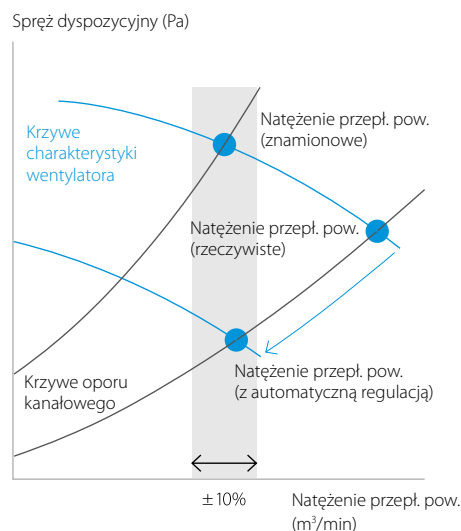 Spręż dyspozycyjny (Pa)
Krzywe
charakterystyki
wentylatora
Natężenie przepł. pow.
(znamionowe)
Natężenie przepł. pow.
(rzeczywiste)
Krzywe oporu
kanałowego
Natężenie przepł. pow.
(z automatyczną regulacją)
±10%
Natężenie przepł. pow.
(m³/min)